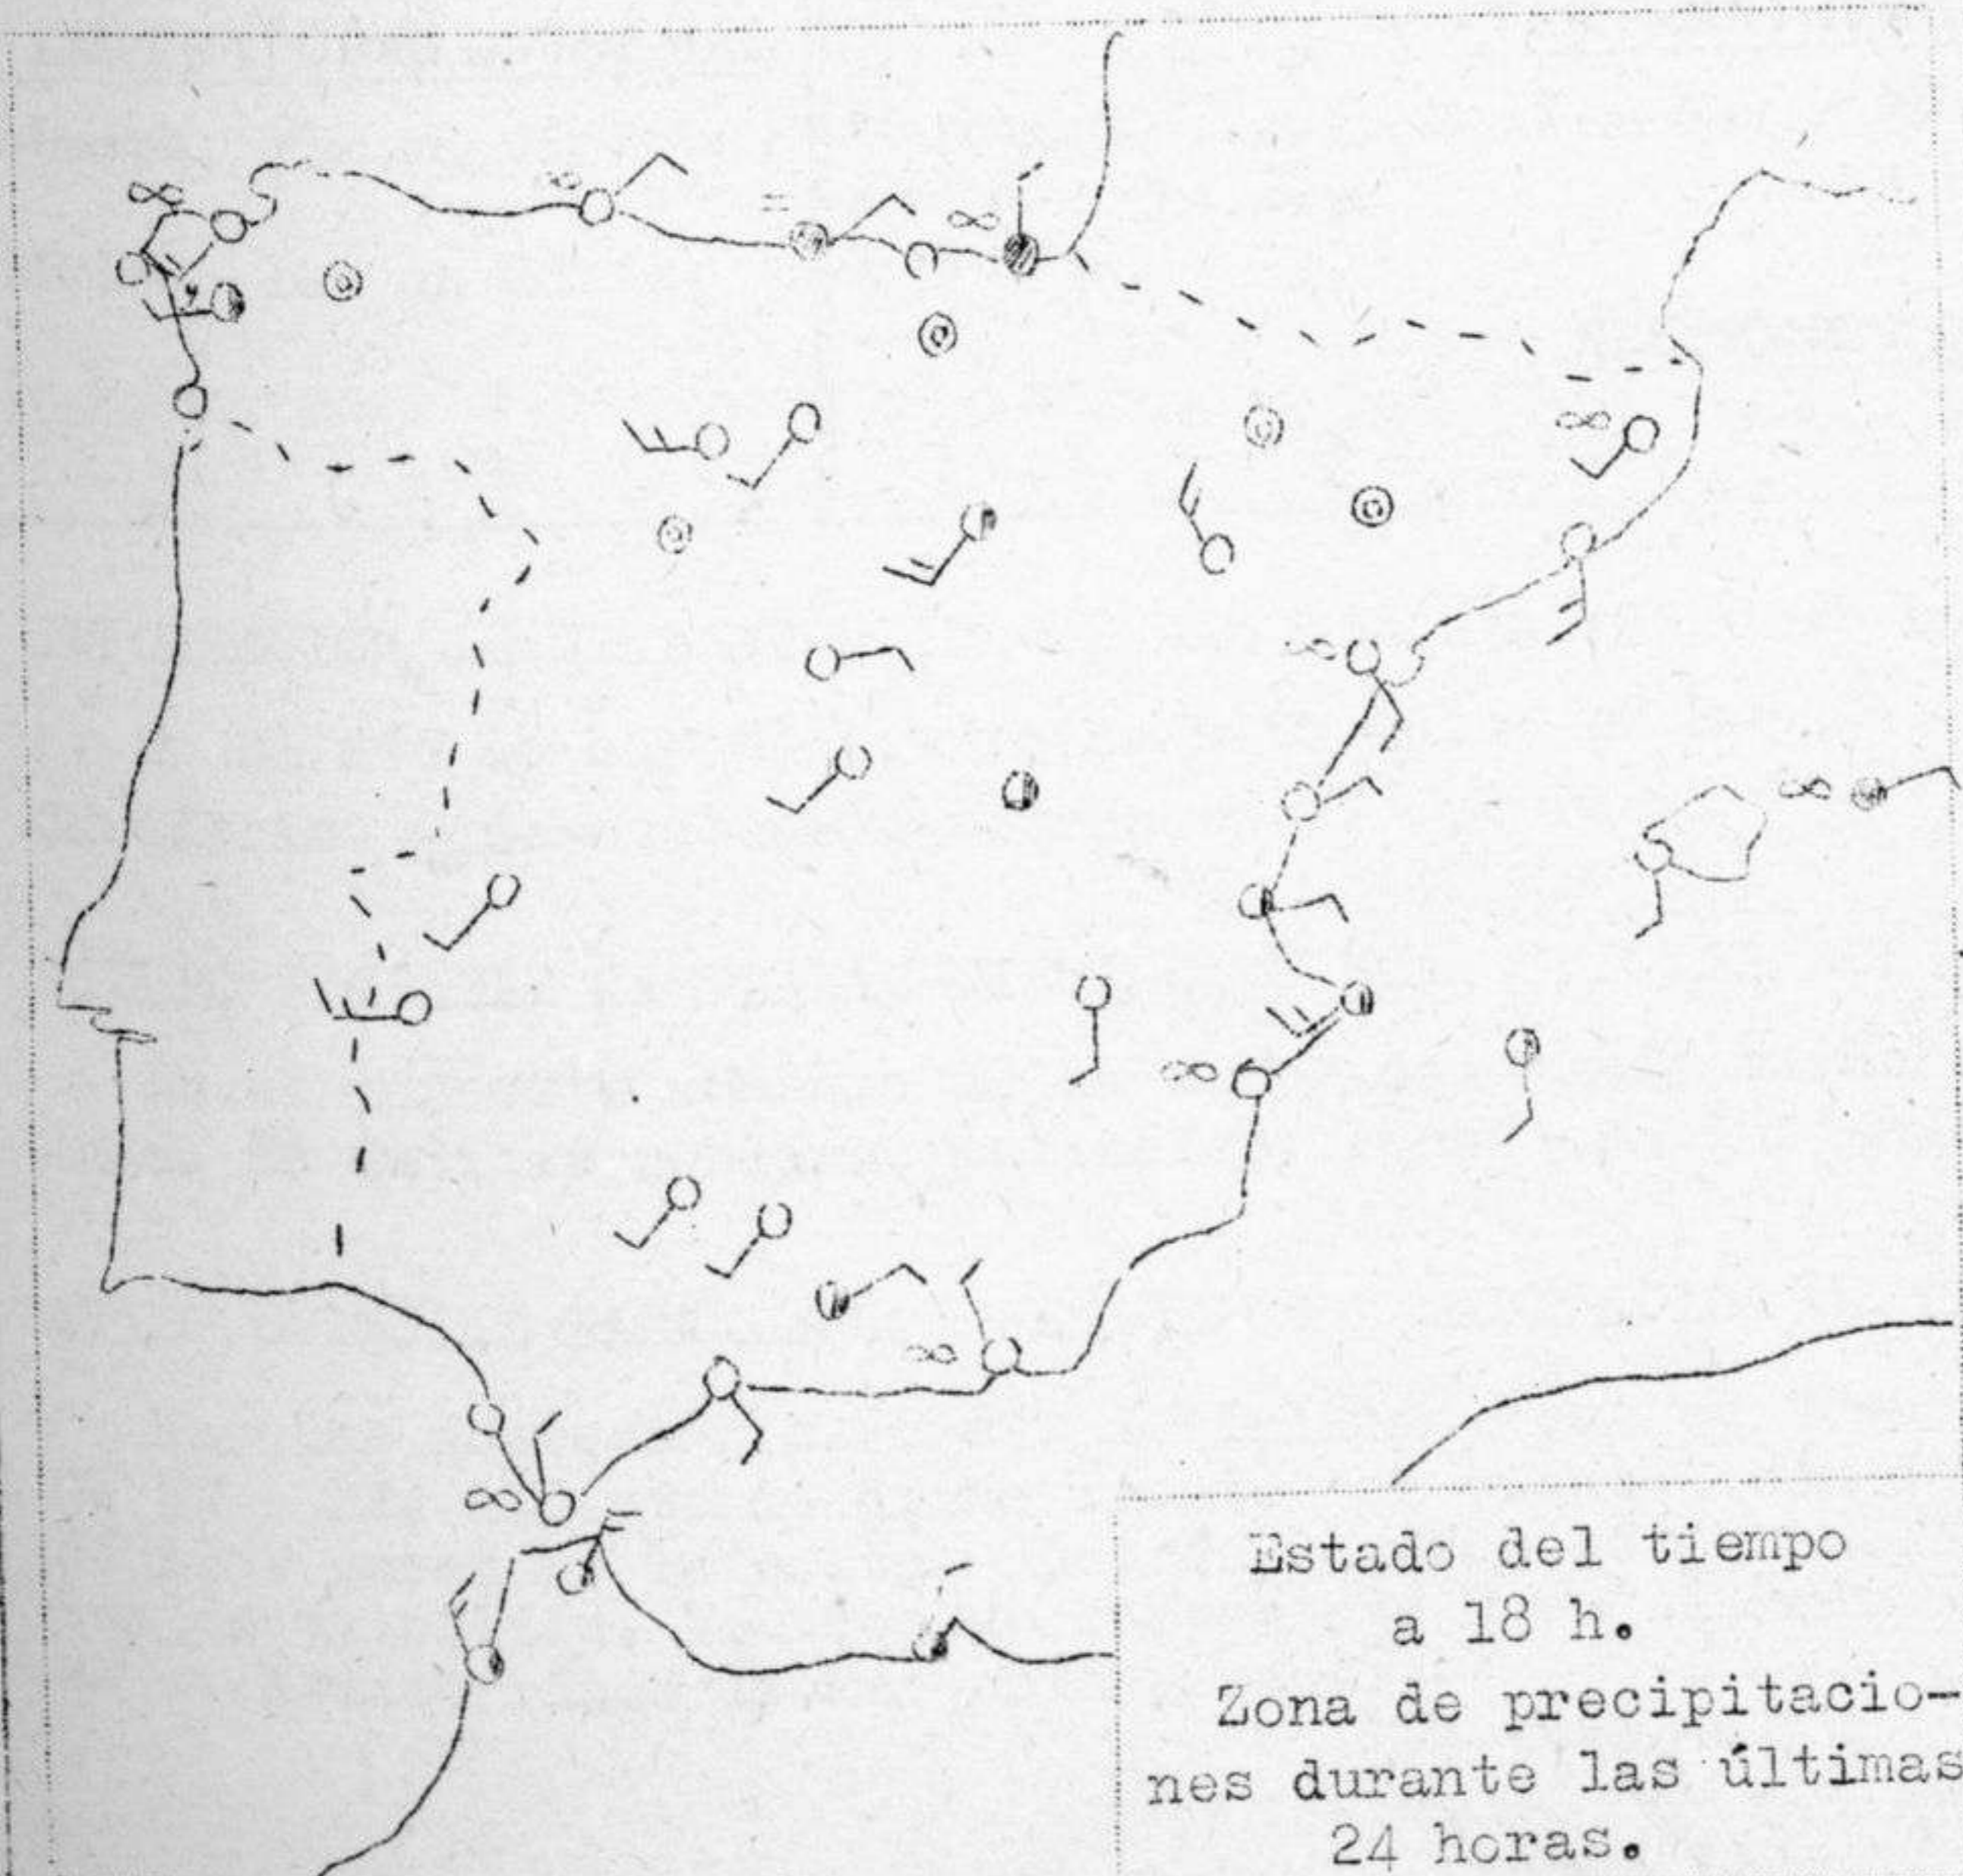 Estado del tiempo
a 18 h.
Zona de precipitacio-
nes durante las últimas
24 horas.